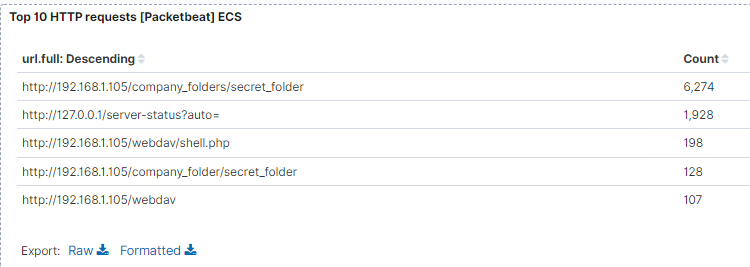 Top 10 HTTP requests [Packetbeat] ECS
url.full: Descending Count
http://192.168.1.105/company_folders/secret_folder 6,274
http://127.0.0.1/server-status?auto= 1,928
http://192.168.1.105/webdav/shell.php 198
http://192.168.1.105/company_folder/secret_folder 128
http://192.168.1.105/webdav 107
Export: Raw Formatted